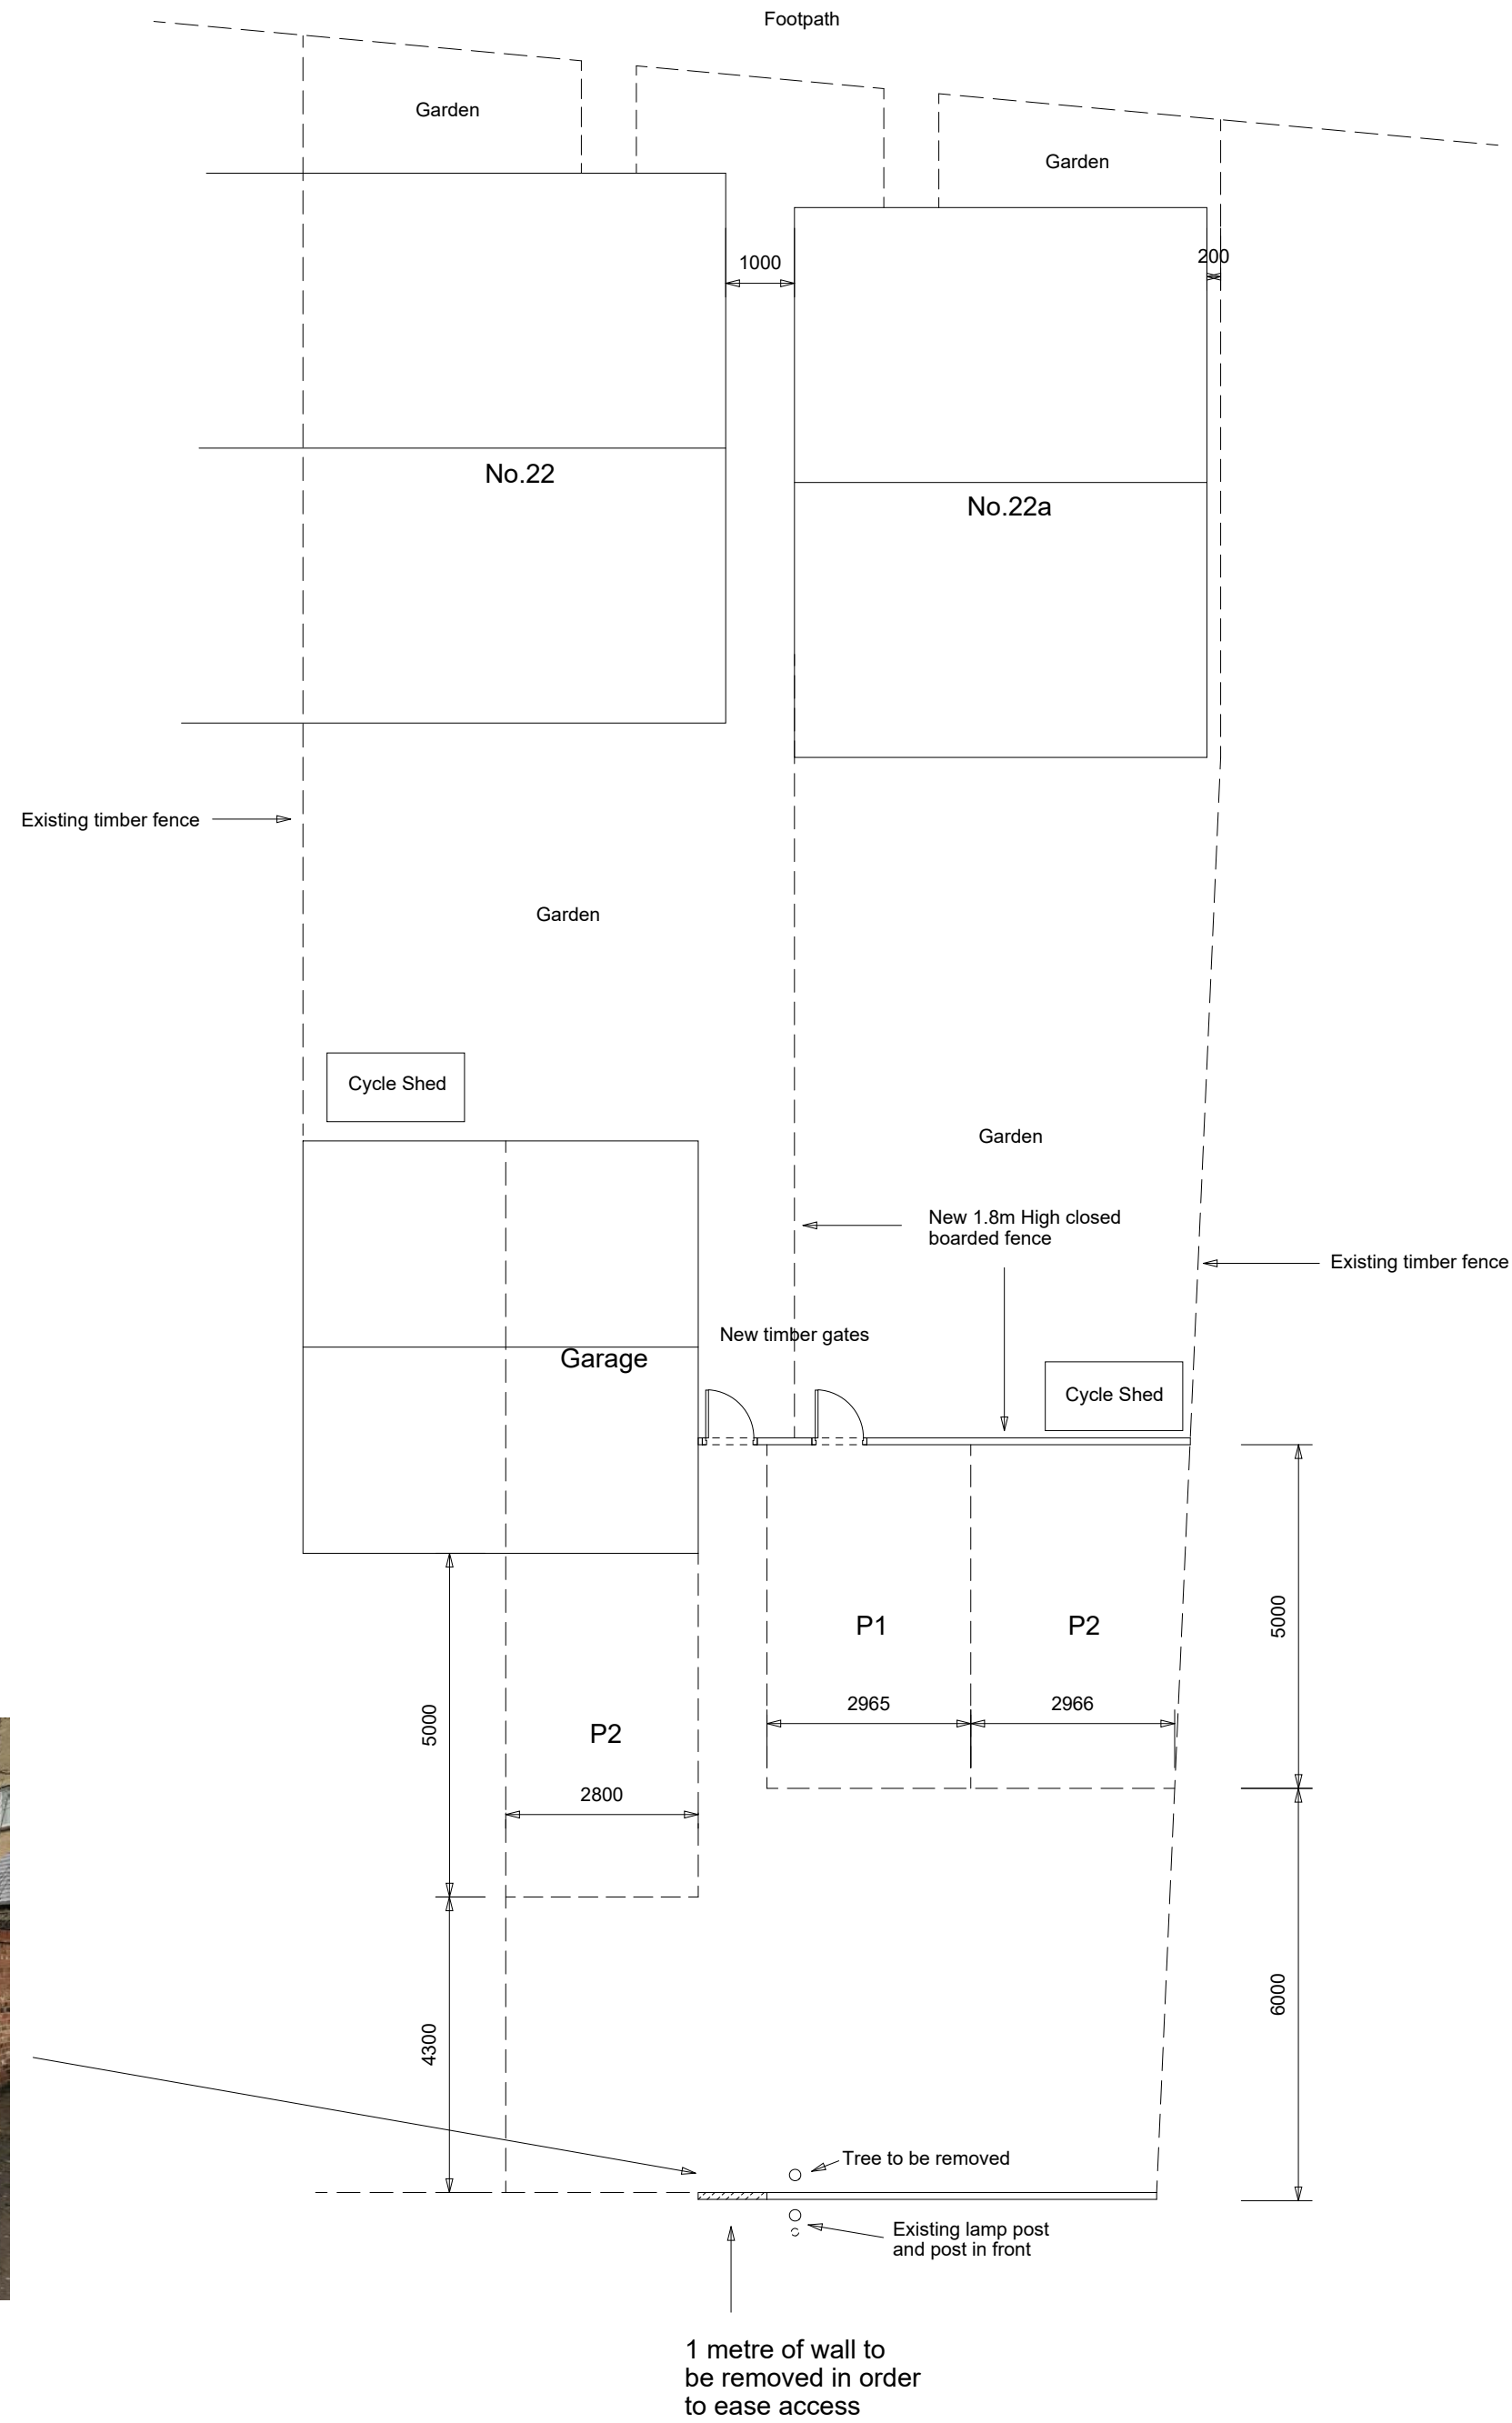 Footpath
Garden
Garden
1000
200
No.22
No.22a
Existing timber fence
Garden
Cycle Shed
Garden
New 1.8m High closed
boarded fence
Existing timber fence
New timber gates
Garage
Cycle Shed
P1
P2
5000
2965
2966
5000
P2
2800
6000
4300
Tree to be removed
Existing lamp post
and post in front
1 metre of wall to
be removed in order
to ease access